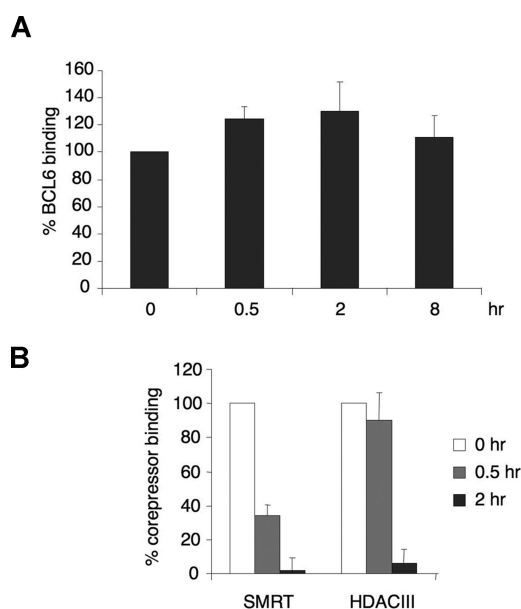 A
% BCL6 binding
160
140
120
100
80
60
40
20
0
0 0.5 2 8 hr
B
% corepressor binding
120
100
80
60
40
20
0
0 hr
0.5 hr
2 hr
SMRT HDACIII